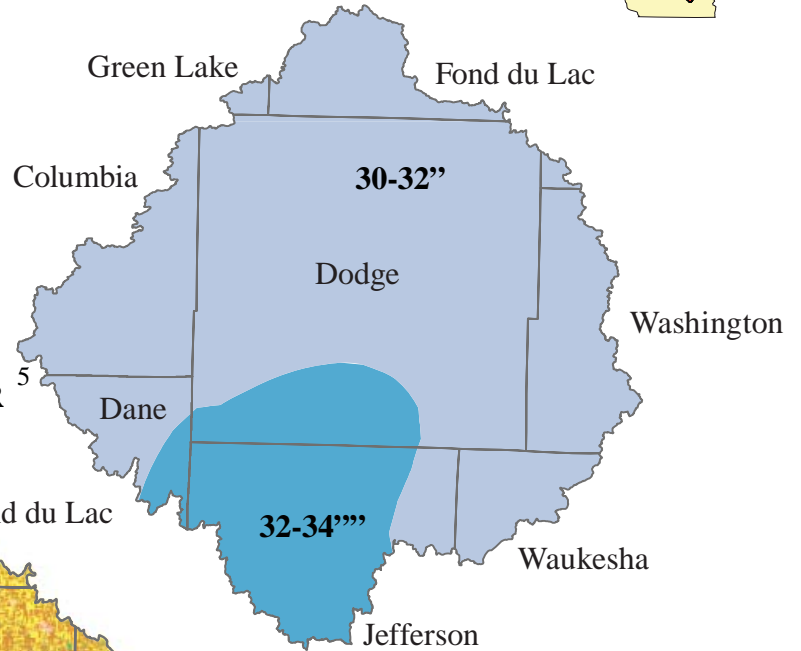 Green Lake
Fond du Lac
Columbia
30-32”
Dodge
Washington
5
R
Dane
d du Lac
32-34””
Waukesha
Jefferson